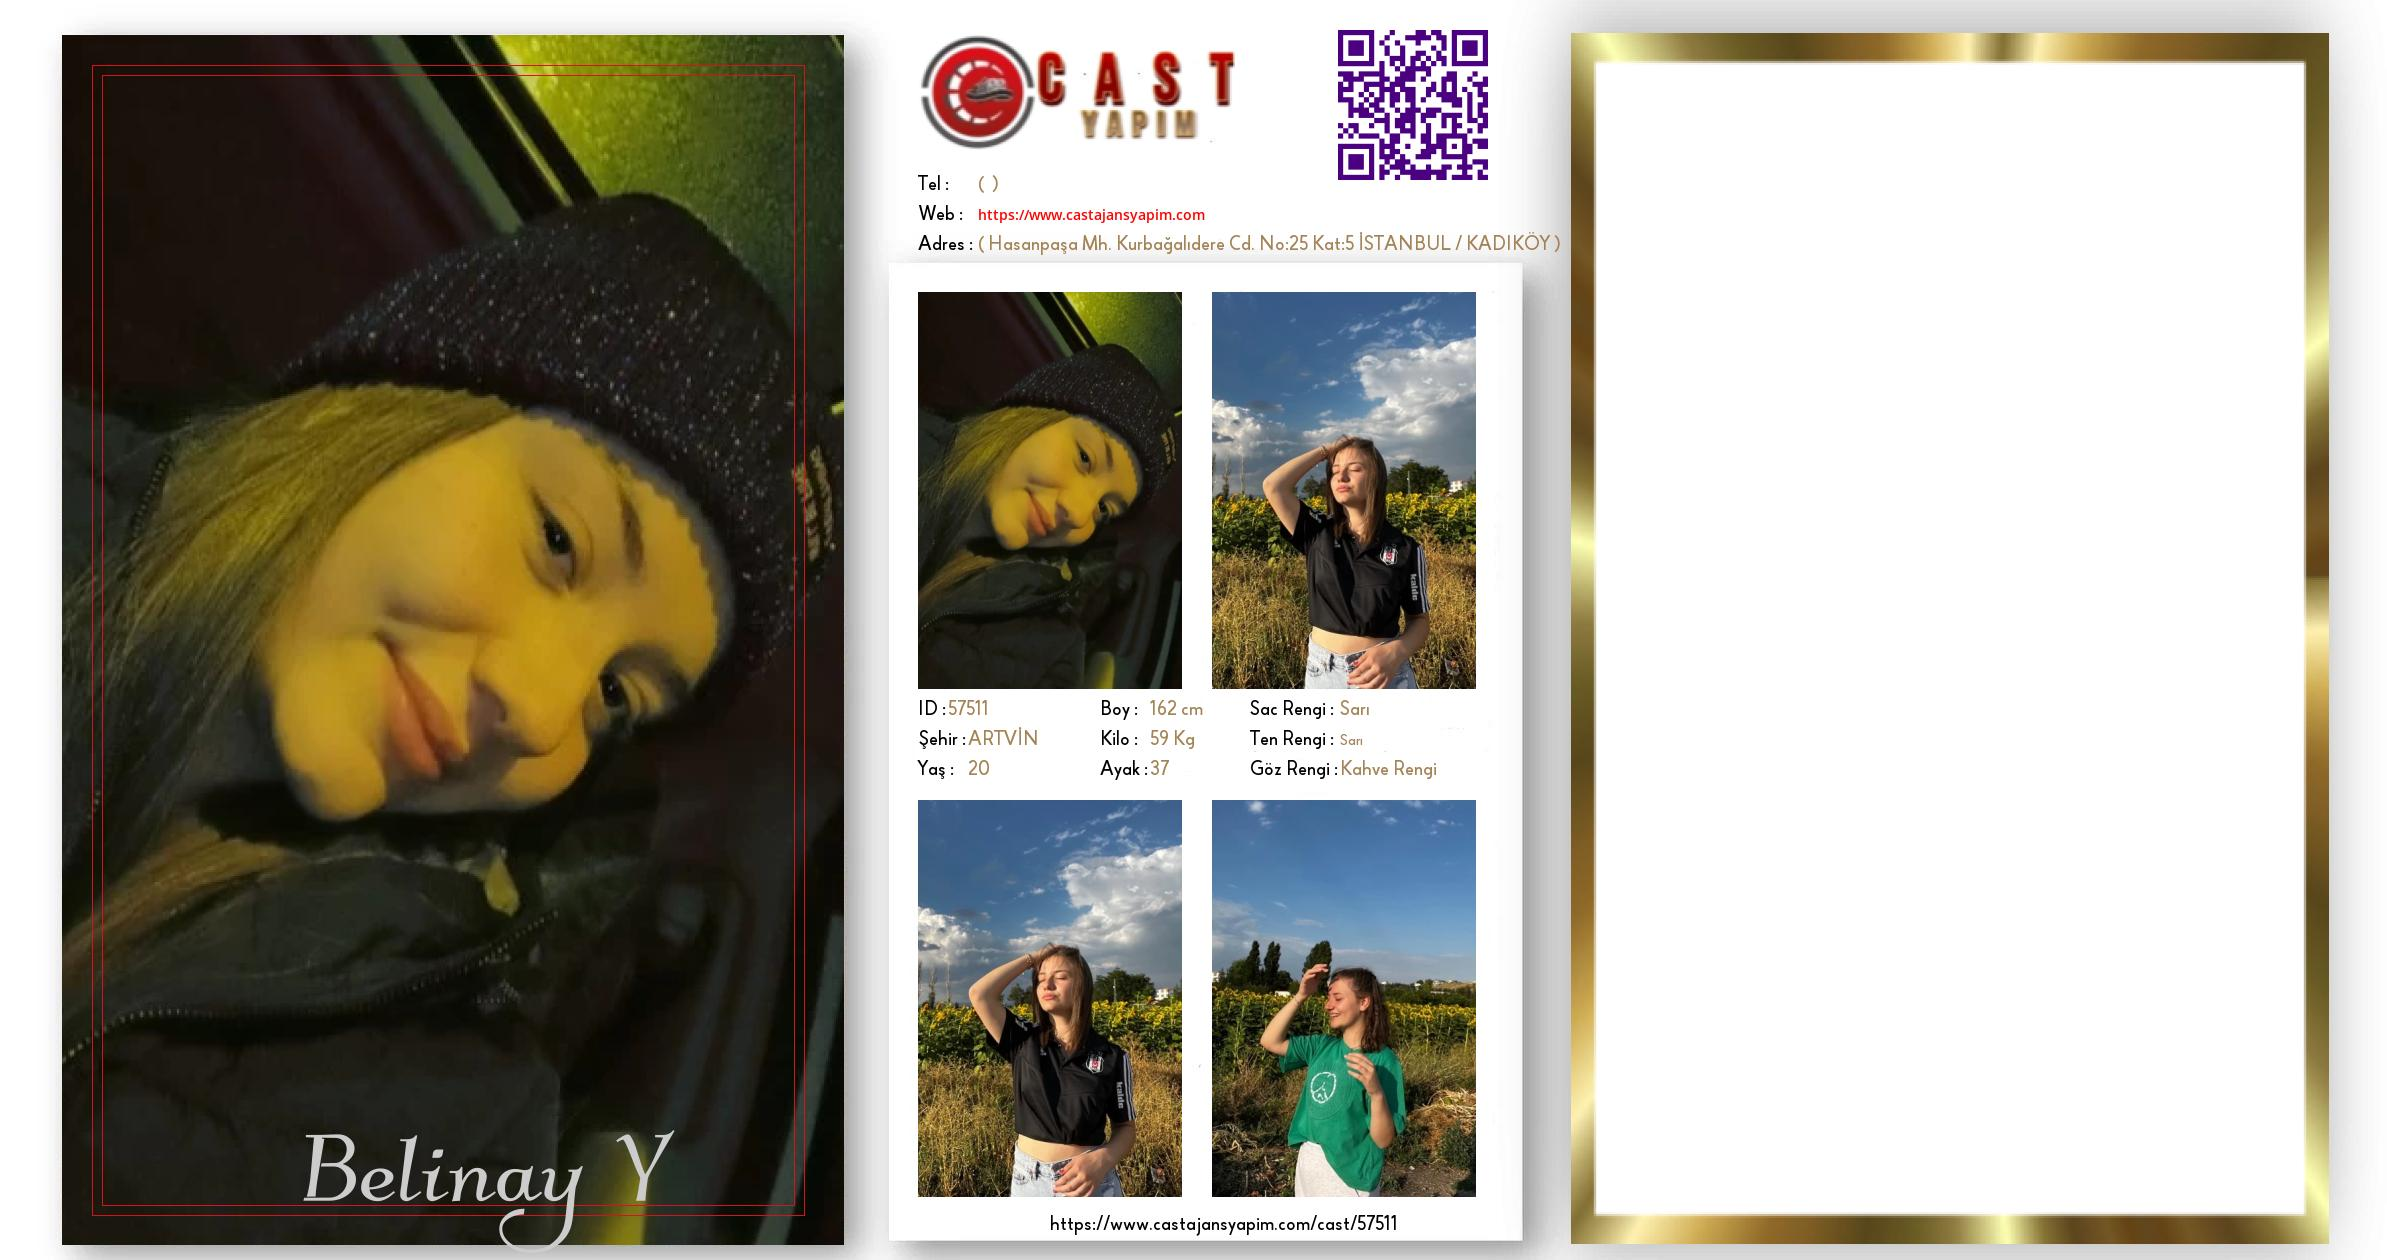 Belinay Y
CAST
YAPIM
Tel : ( )
Web : https://www.castajansyapim.com
Adres : ( Hasanpaşa Mh. Kurbağalıdere Cd. No:25 Kat:5 İSTANBUL / KADIKÖY )
ID : 57511 Boy : 162 cm Sac Rengi : Sarı
Şehir : ARTVİN Kilo : 59 Kg Ten Rengi : Sarı
Yaş : 20 Ayak : 37 Göz Rengi : Kahve Rengi
https://www.castajansyapim.com/cast/57511